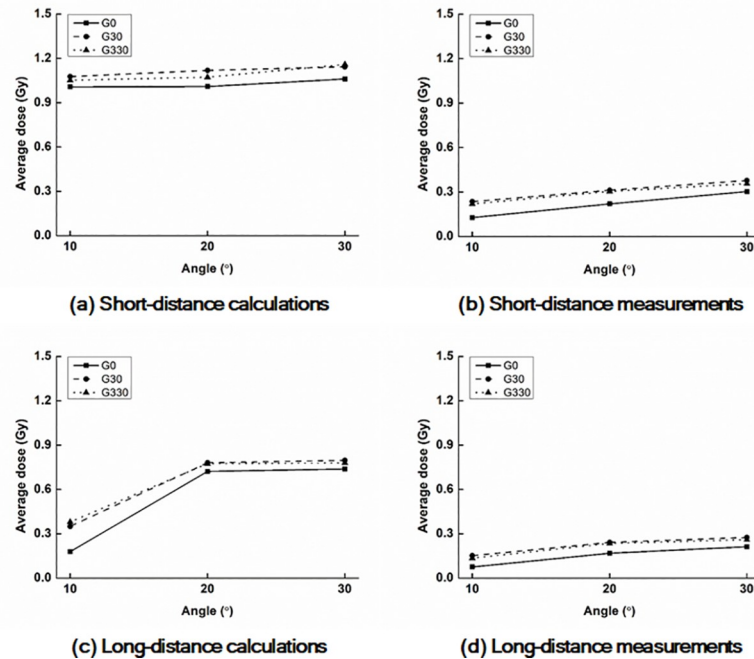 1.5
1.2
0.9
0.6
0.3
0.0
Average dose (Gy)
G0
G30
G330
10
20
30
Angle (°)
(a) Short-distance calculations
1.5
1.2
0.9
0.6
0.3
0.0
Average dose (Gy)
G0
G30
G330
10
20
30
Angle (°)
(b) Short-distance measurements
1.5
1.2
0.9
0.6
0.3
0.0
Average dose (Gy)
G0
G30
G330
10
20
30
Angle (°)
(c) Long-distance calculations
1.5
1.2
0.9
0.6
0.3
0.0
Average dose (Gy)
G0
G30
G330
10
20
30
Angle (°)
(d) Long-distance measurements